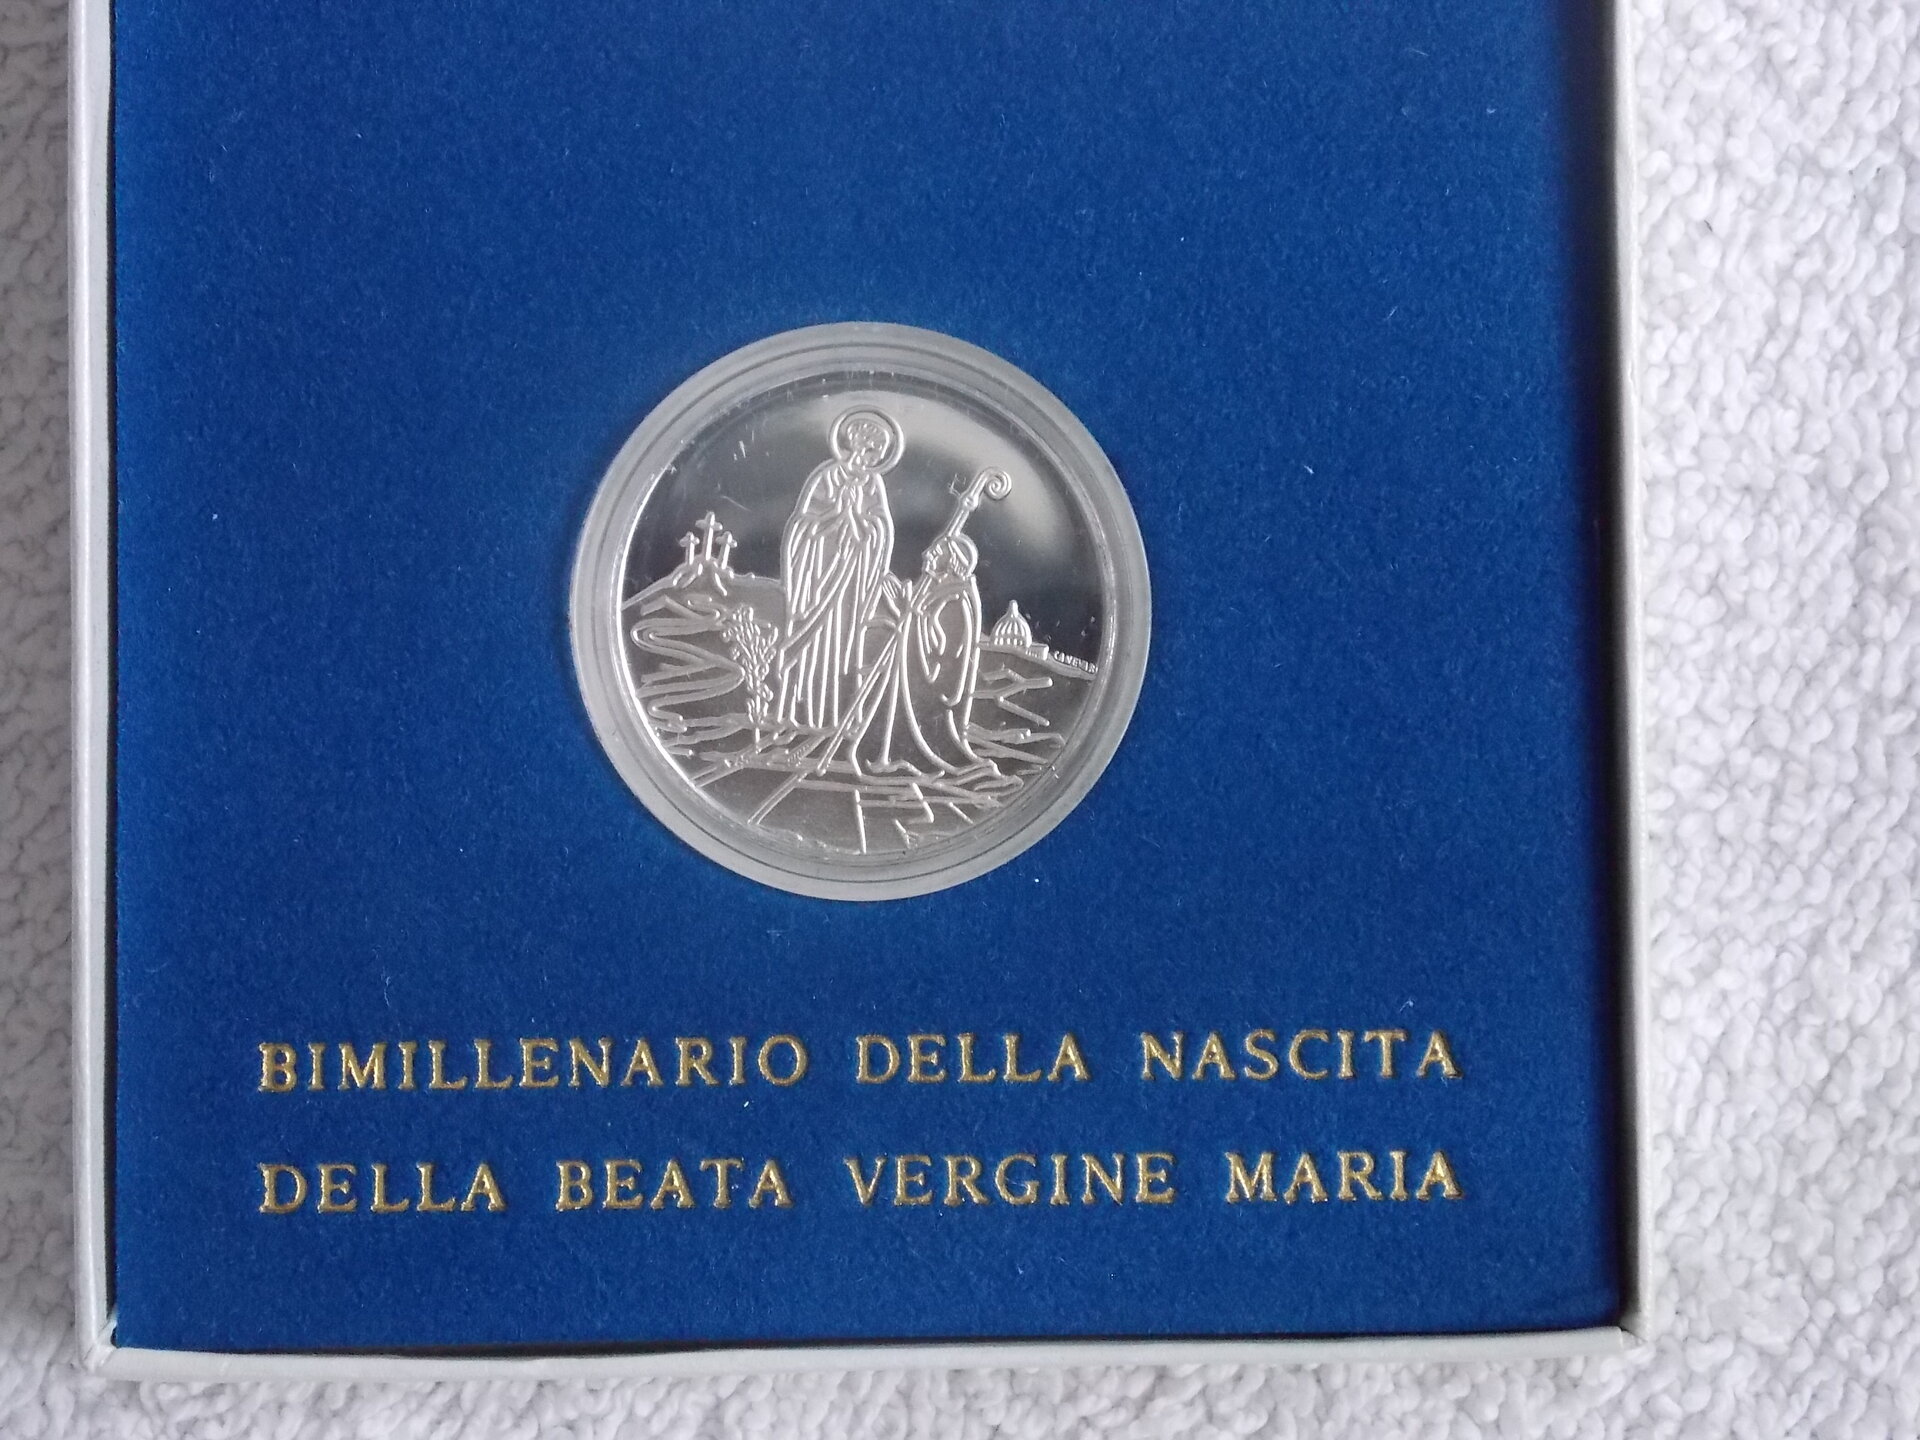 BIMILLENARIO DELLA NASCITA
DELLA BEATA VERGINE MARIA